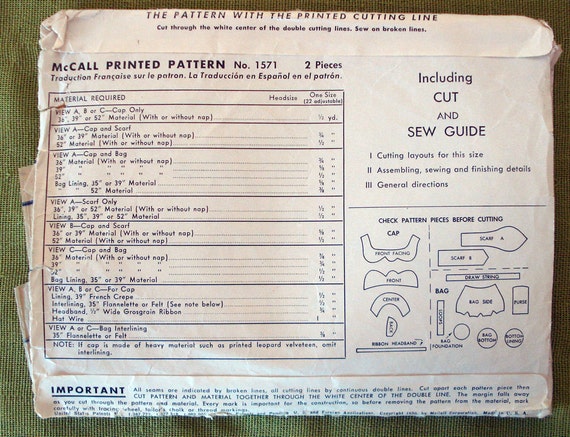 THE PATTERN WITH THE PRINTED CUTTING LINE
Cut through the white center of the double cutting lines. Sew on broken lines.
McCALL PRINTED PATTERN No. 1571 2 Pieces
Traduction Française sur le patron. La Traducción en Español en el patrón.
MATERIAL REQUIRED Headsize One Size (22 adjustable)
VIEW A, B or C—Cap Only
36", 39" or 52" Material (With or without nap) ½ yd.
VIEW A—Cap and Scarf
36" or 39" Material (With or without nap) ¾ "
52" Material (With or without nap) ½ "
VIEW A—Cap and Bag
36" Material (With or without nap)
39" " " " " "
52" " " " " "
Bag Lining, 35" or 39" Material
" " 52" Material
VIEW A—Scarf Only
36", 39" or 52" Material (With or without nap)
Lining, 35", 39" or 52" Material
VIEW B—Cap and Scarf
36" or 39" Material (With or without nap)
52" Material (With or without nap)
VIEW C—Cap and Bag
36" Material (With or without nap)
39" " " " " "
52" " " " " "
Bag Lining, 35" or 39" Material
VIEW A, B or C—For Cap
Lining, 39" French Crepe
Interlining, 35" Flannelette or Felt (See note below)
Headband, ½" Wide Grosgrain Ribbon
Hat Wire
VIEW A or C—Bag Interlining
35" Flannelette or Felt
NOTE: If cap is made of heavy material such as printed leopard velveteen, omit
interlining.
Including
CUT
AND
SEW GUIDE
I Cutting layouts for this size
II Assembling, sewing and finishing details
III General directions
CHECK PATTERN PIECES BEFORE CUTTING
CAP
FRONT FACING
FRONT
CENTER
BACK
RIBBON HEADBAND
SCARF A
SCARF B
DRAW STRING
BAG
LOOPS
BAG SIDE
PURSE
BAG FOUNDATION
BAG BOTTOM
BOTTOM LINING
IMPORTANT All seams are indicated by broken lines, all cutting lines by continuous double lines. Cut apart each pattern piece then
CUT PATTERN AND MATERIAL TOGETHER THROUGH THE WHITE CENTER OF THE DOUBLE LINE. The margin falls away
as you cut through the pattern and material. Every mark is important for the construction, so before removing the pattern from the material, mark
carefully with tracing wheel, tailor's chalk or thread markings.